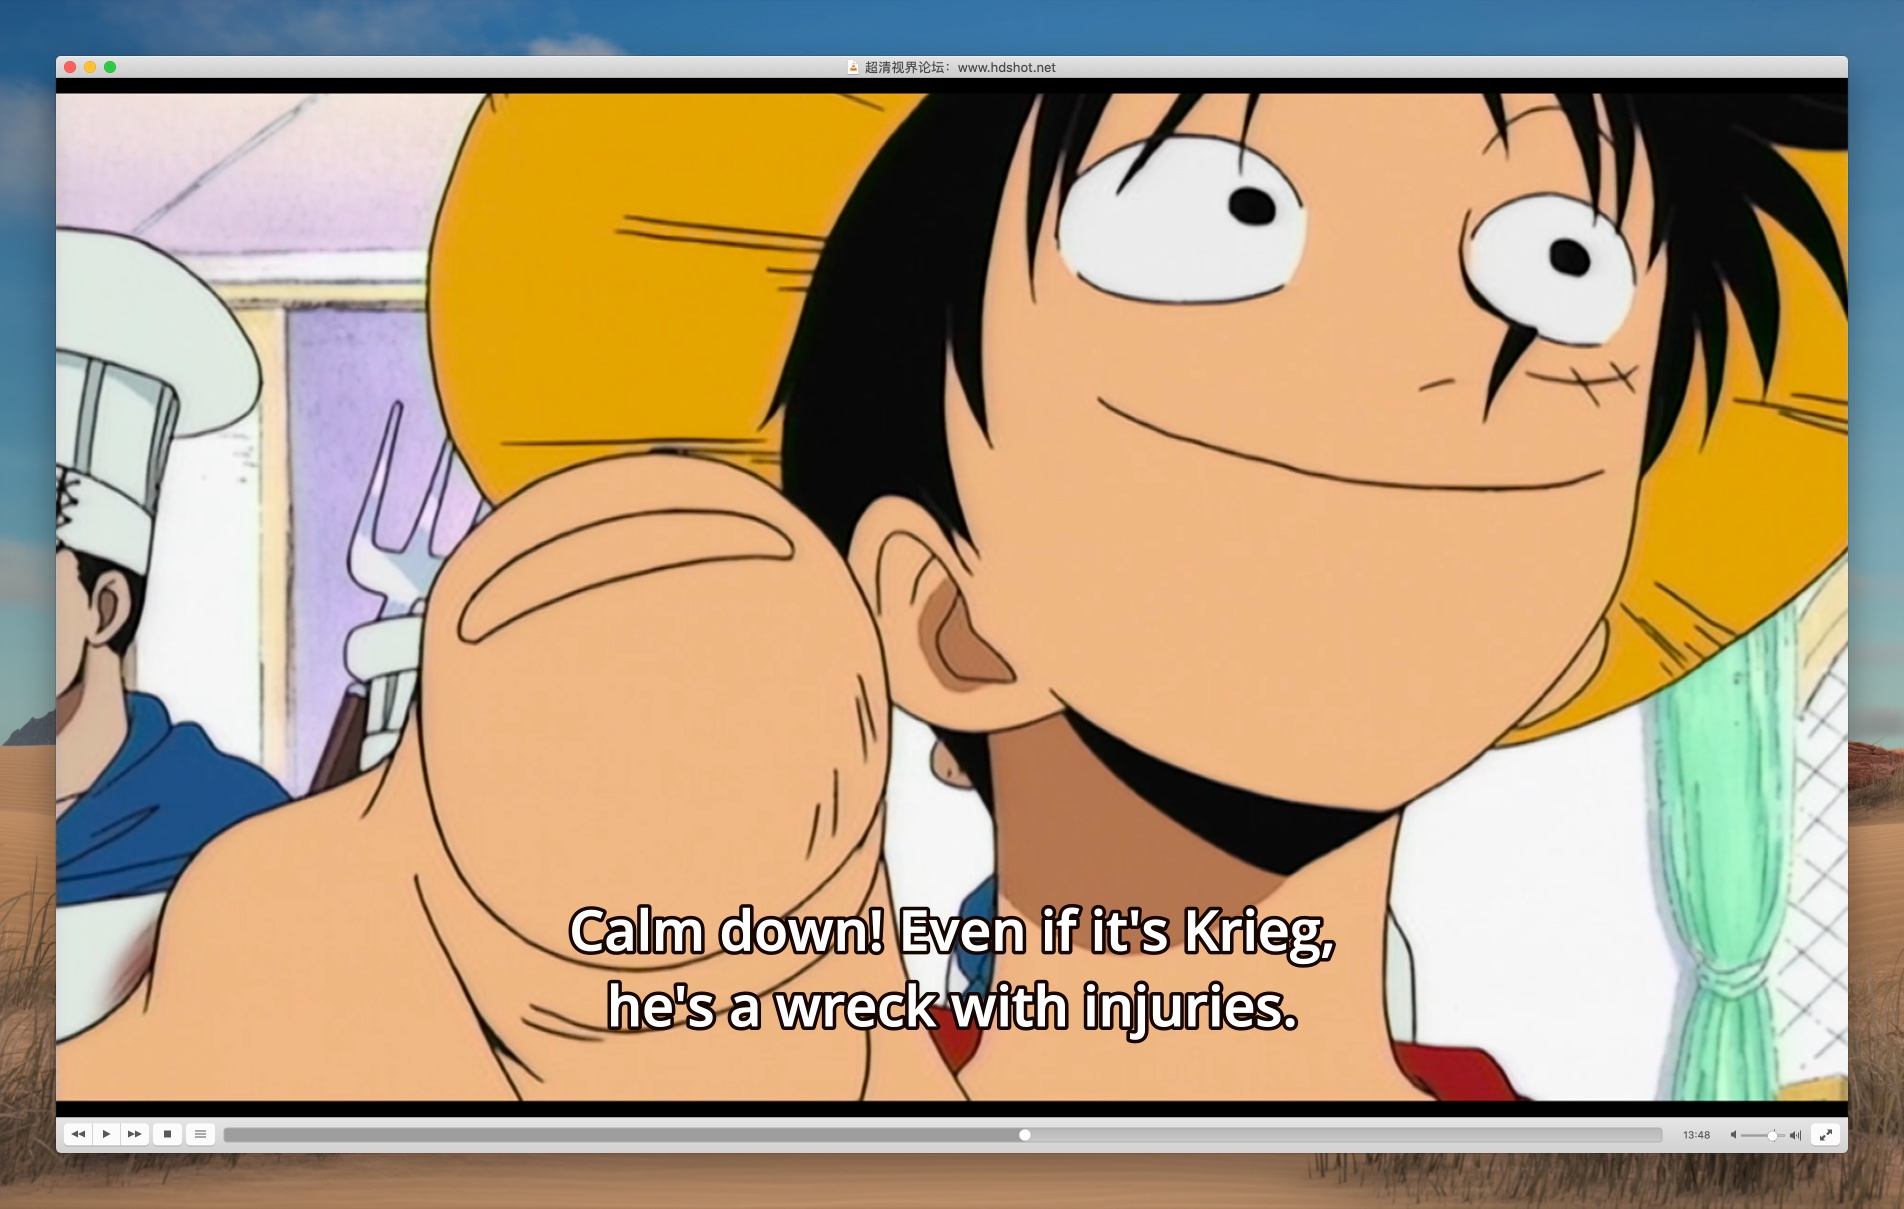 超清视界论坛：www.hdshot.net
Calm down! Even if it's Krieg,
he's a wreck with injuries.
13:48